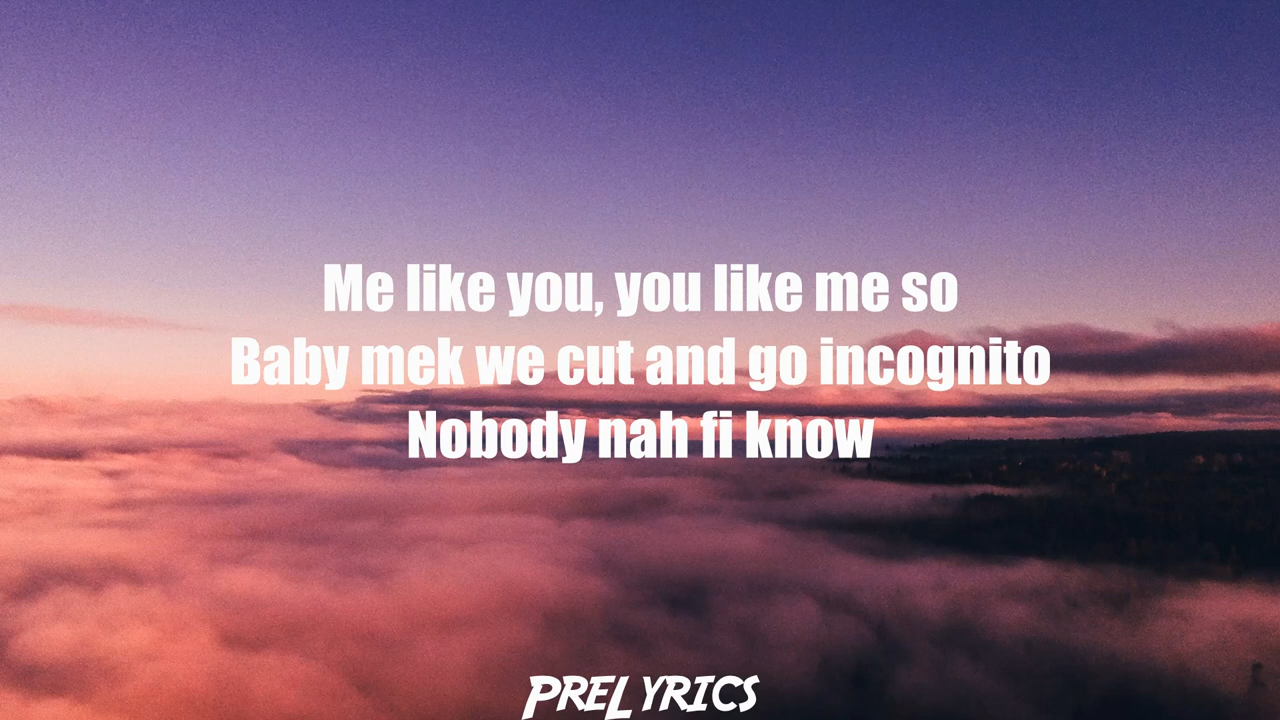 Me like you, you like me so
Baby mek we cut and go incognito
Nobody nah fi know
PRELYRICS